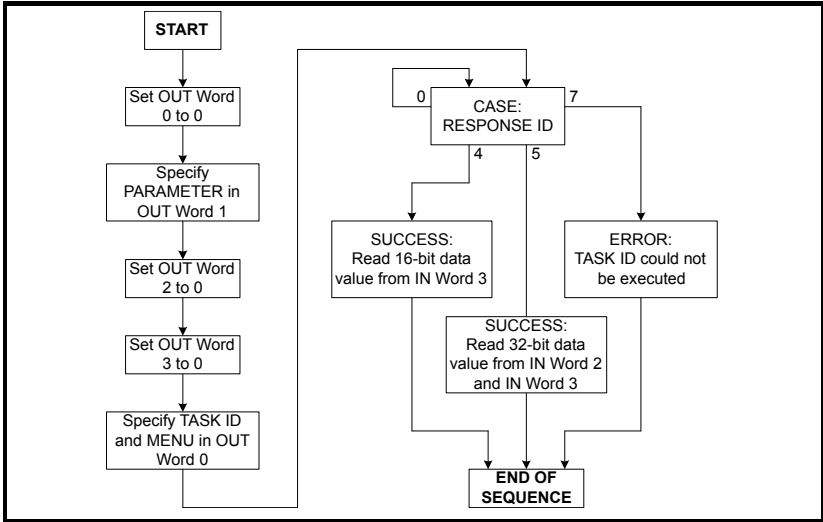 START
Set OUT Word
0 to 0
Specify
PARAMETER in
OUT Word 1
Set OUT Word
2 to 0
Set OUT Word
3 to 0
Specify TASK ID
and MENU in OUT
Word 0
0
CASE:
RESPONSE ID
7
4
5
SUCCESS:
Read 16-bit data
value from IN Word 3
SUCCESS:
Read 32-bit data
value from IN Word 2
and IN Word 3
ERROR:
TASK ID could not
be executed
END OF
SEQUENCE